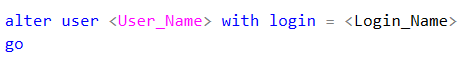 alter user <User_Name> with login = <Login_Name>
go